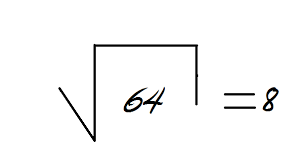 √64 = 8